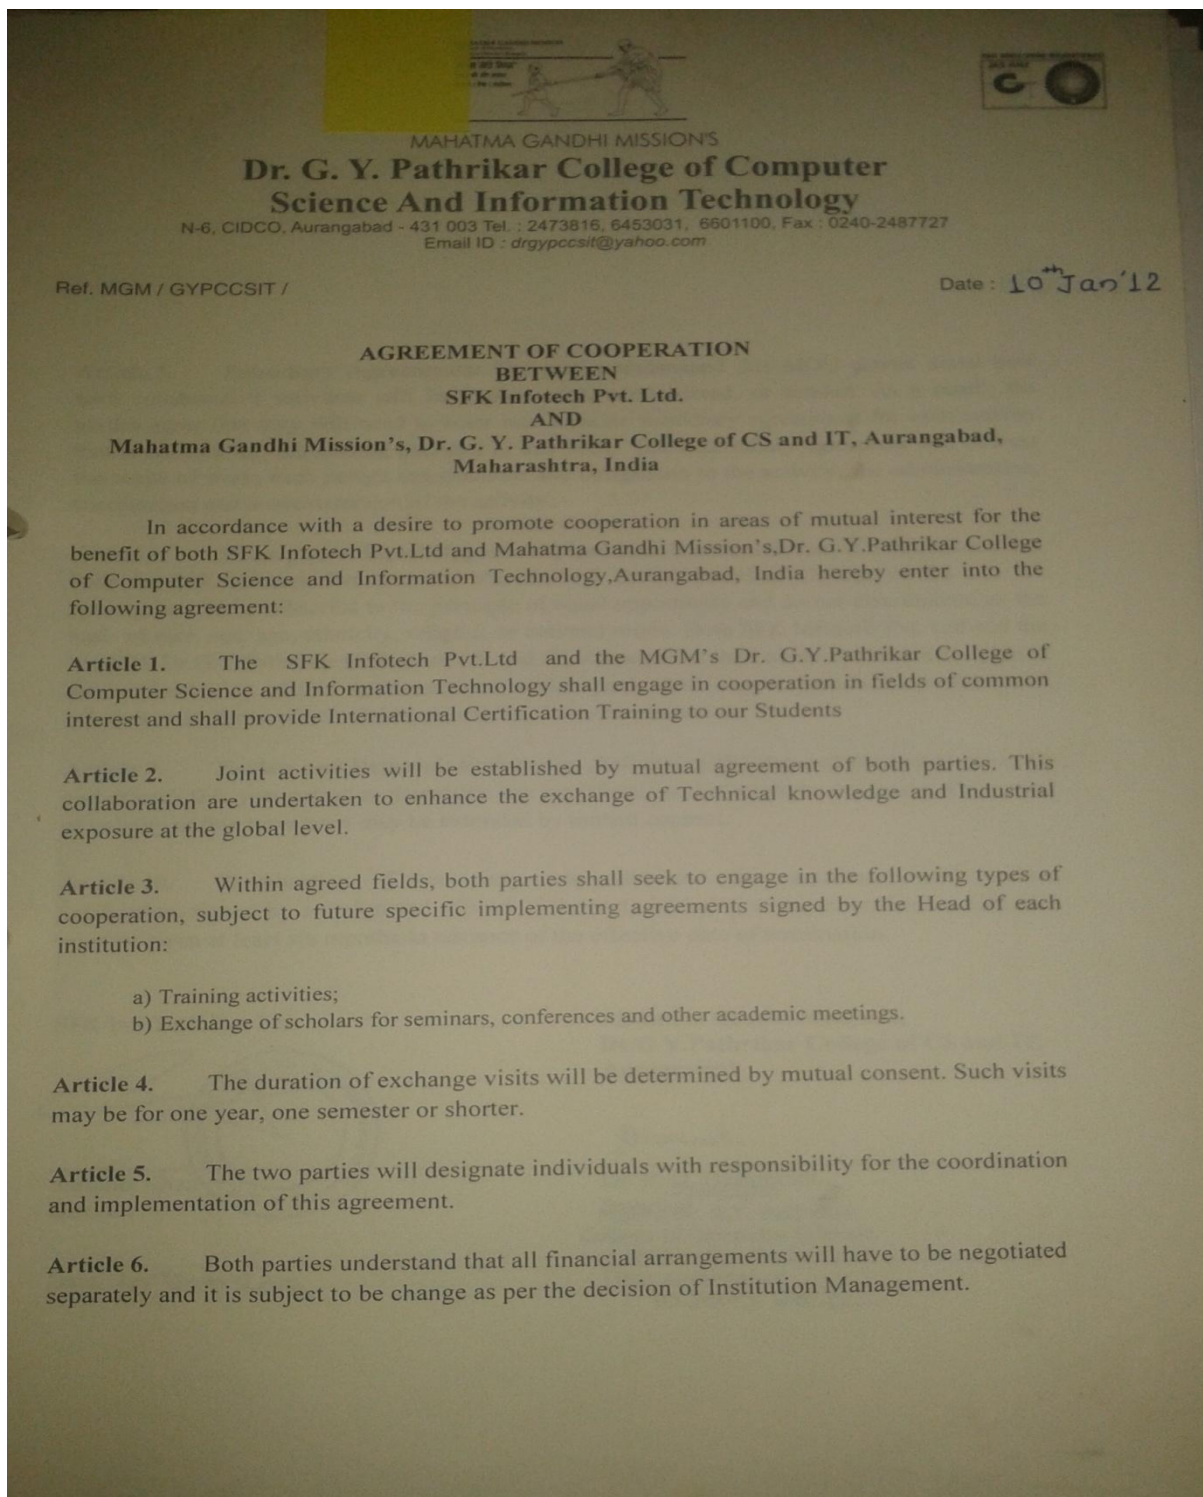 MAHATMA GANDHI MISSION'S
Dr. G. Y. Pathrikar College of Computer
Science And Information Technology
N-6, CIDCO, Aurangabad - 431 003 Tel. : 2473816, 6453031, 6601100, Fax : 0240-2487727
Email ID : drgypccsit@yahoo.com
Ref. MGM / GYPCCSIT /
Date : 10th Jan'12
AGREEMENT OF COOPERATION
BETWEEN
SFK Infotech Pvt. Ltd.
AND
Mahatma Gandhi Mission's, Dr. G. Y. Pathrikar College of CS and IT, Aurangabad,
Maharashtra, India
In accordance with a desire to promote cooperation in areas of mutual interest for the
benefit of both SFK Infotech Pvt.Ltd and Mahatma Gandhi Mission's,Dr. G.Y.Pathrikar College
of Computer Science and Information Technology,Aurangabad, India hereby enter into the
following agreement:
Article 1. The SFK Infotech Pvt.Ltd and the MGM's Dr. G.Y.Pathrikar College of
Computer Science and Information Technology shall engage in cooperation in fields of common
interest and shall provide International Certification Training to our Students
Article 2. Joint activities will be established by mutual agreement of both parties. This
collaboration are undertaken to enhance the exchange of Technical knowledge and Industrial
exposure at the global level.
Article 3. Within agreed fields, both parties shall seek to engage in the following types of
cooperation, subject to future specific implementing agreements signed by the Head of each
institution:
a) Training activities;
b) Exchange of scholars for seminars, conferences and other academic meetings.
Article 4. The duration of exchange visits will be determined by mutual consent. Such visits
may be for one year, one semester or shorter.
Article 5. The two parties will designate individuals with responsibility for the coordination
and implementation of this agreement.
Article 6. Both parties understand that all financial arrangements will have to be negotiated
separately and it is subject to be change as per the decision of Institution Management.